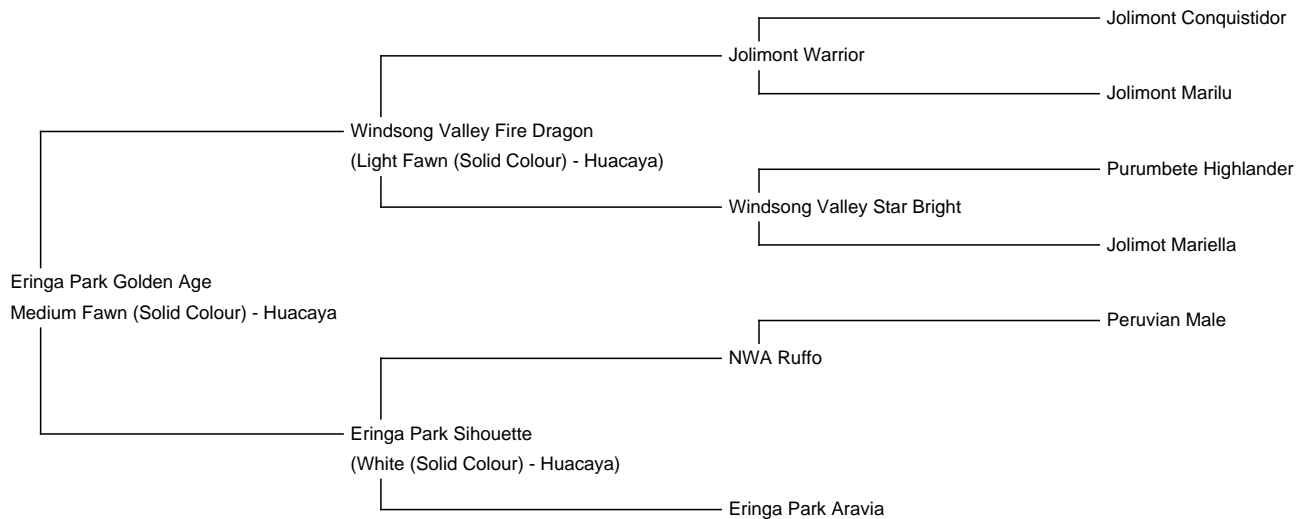 Jolimont Conquistidor
Jolimont Warrior
Jolimont Marilu
Windsong Valley Fire Dragon
(Light Fawn (Solid Colour) - Huacaya)
Purumbete Highlander
Windsong Valley Star Bright
Jolimot Mariella
Eringa Park Golden Age
Medium Fawn (Solid Colour) - Huacaya
Peruvian Male
NWA Ruffo
Eringa Park Sihouette
(White (Solid Colour) - Huacaya)
Eringa Park Aravia